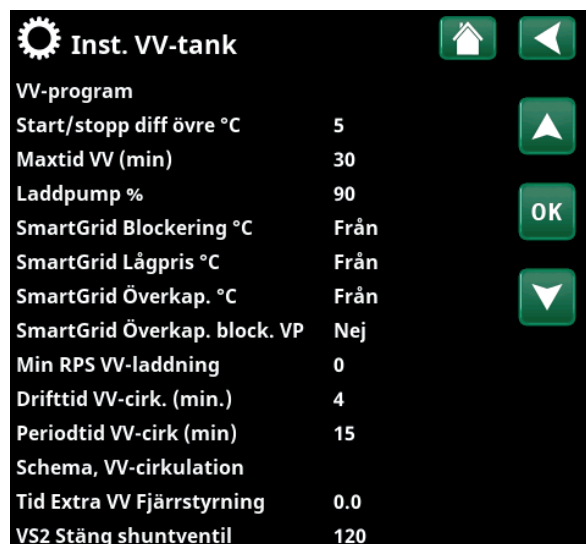 Inst. VV-tank
VV-program
Start/stopp diff övre °C 5
Maxtid VV (min) 30
Laddpump % 90
SmartGrid Blockering °C Från
SmartGrid Lågpris °C Från
SmartGrid Överkap. °C Från
SmartGrid Överkap. block. VP Nej
Min RPS VV-laddning 0
Drifttid VV-cirk. (min.) 4
Periodtid VV-cirk (min) 15
Schema, VV-cirkulation
Tid Extra VV Fjärrstyrning 0.0
VS2 Stäng shuntventil 120
OK